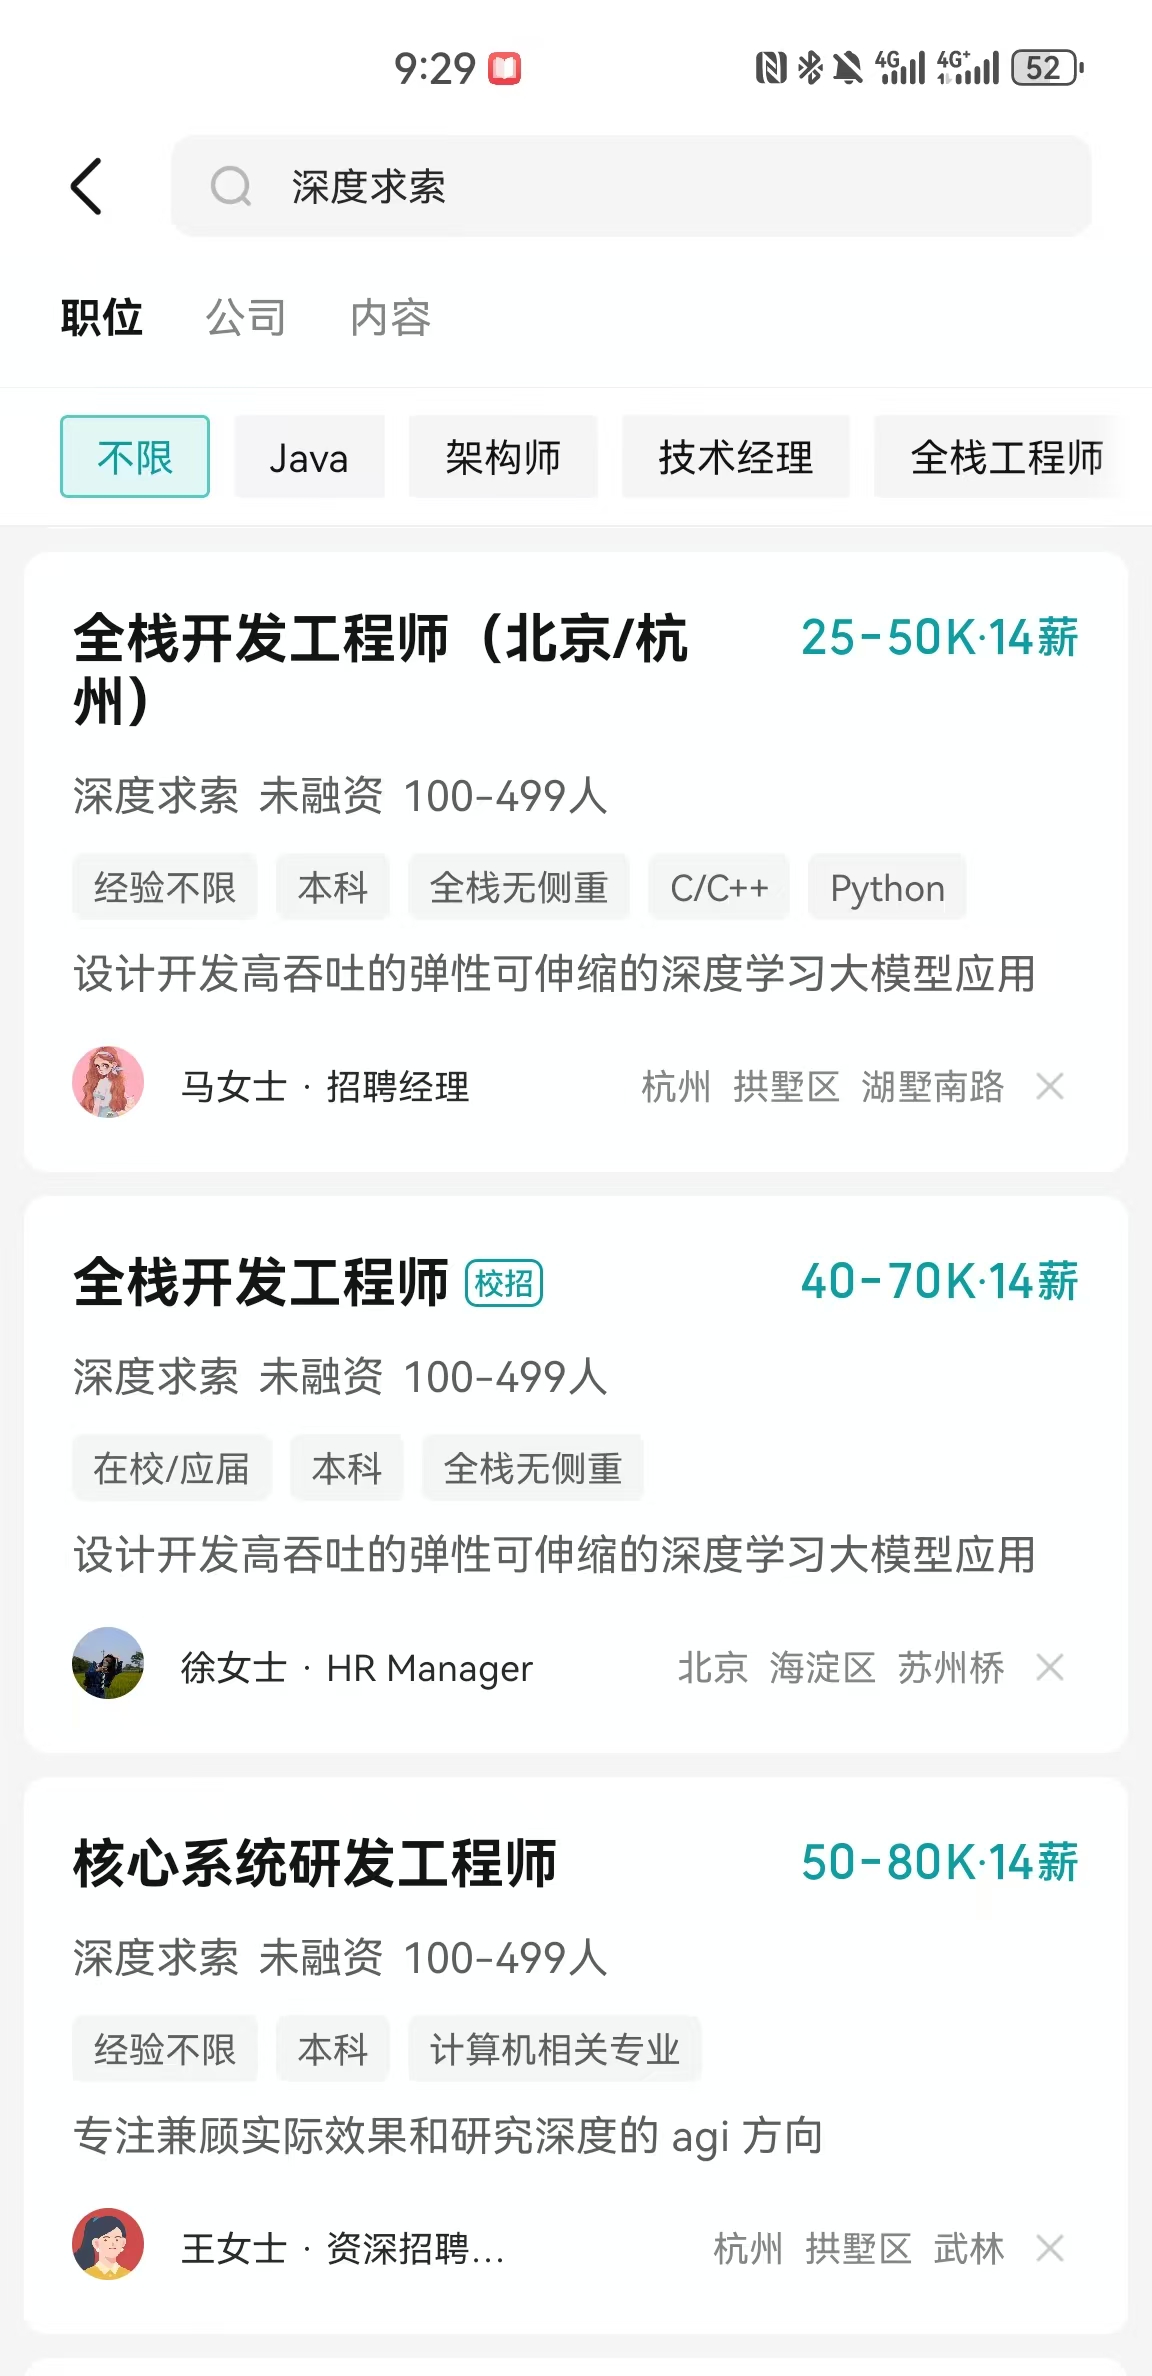 9:29
4G 4G+ 52
深度求索
职位 公司 内容
不限 Java 架构师 技术经理 全栈工程师
全栈开发工程师（北京/杭 25-50K·14薪
州）
深度求索 未融资 100-499人
经验不限 本科 全栈无侧重 C/C++ Python
设计开发高吞吐的弹性可伸缩的深度学习大模型应用
马女士 · 招聘经理 杭州 拱墅区 湖墅南路
全栈开发工程师 校招 40-70K·14薪
深度求索 未融资 100-499人
在校/应届 本科 全栈无侧重
设计开发高吞吐的弹性可伸缩的深度学习大模型应用
徐女士 · HR Manager 北京 海淀区 苏州桥
核心系统研发工程师 50-80K·14薪
深度求索 未融资 100-499人
经验不限 本科 计算机相关专业
专注兼顾实际效果和研究深度的 agi 方向
王女士 · 资深招聘... 杭州 拱墅区 武林